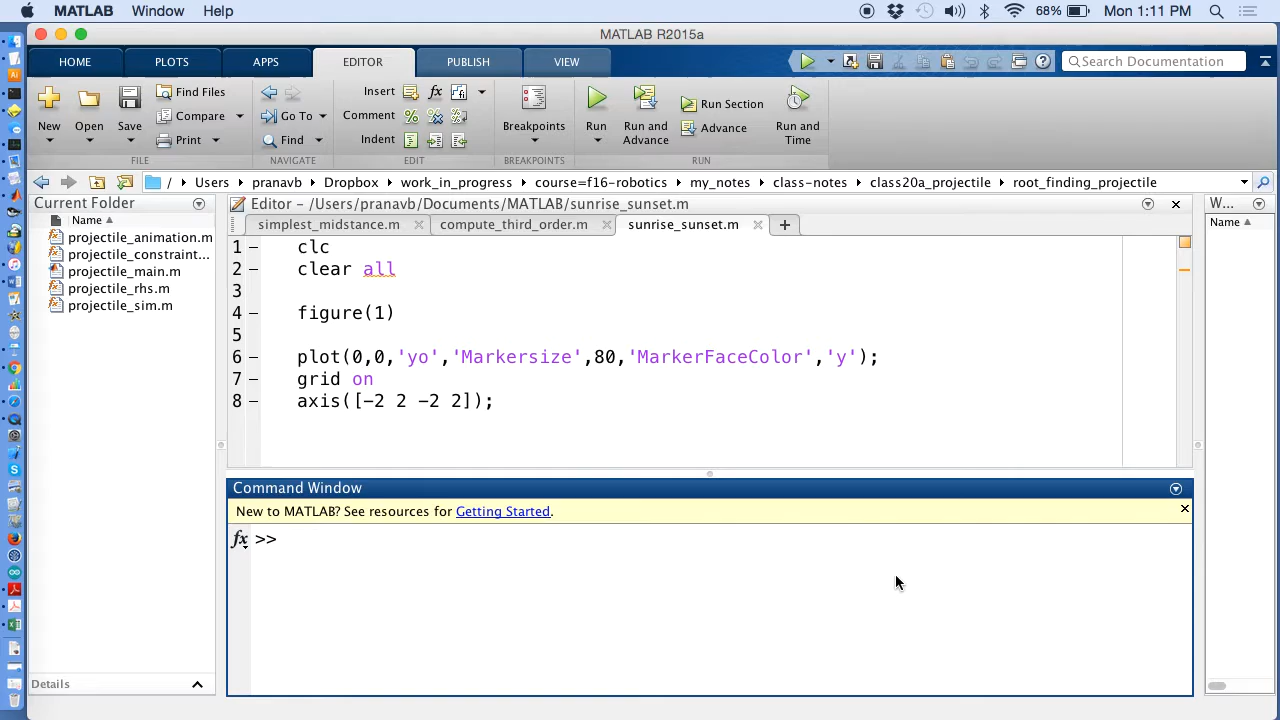 MATLAB Window Help 68% Mon 1:11 PM
MATLAB R2015a
HOME PLOTS APPS EDITOR PUBLISH VIEW Search Documentation
New Open Save Find Files Compare Print
FILE
Go To Find
NAVIGATE
Insert fx
Comment %
Indent
EDIT
Breakpoints
BREAKPOINTS
Run Run and Advance Run Section Advance Run and Time
RUN
/ Users pranavb Dropbox work_in_progress course=f16-robotics my_notes class-notes class20a_projectile root_finding_projectile
Current Folder
Name
projectile_animation.m
projectile_constraint...
projectile_main.m
projectile_rhs.m
projectile_sim.m
Details
Editor - /Users/pranavb/Documents/MATLAB/sunrise_sunset.m
simplest_midstance.m compute_third_order.m sunrise_sunset.m
1 – clc
2 – clear all
3
4 – figure(1)
5
6 – plot(0,0,'yo','Markersize',80,'MarkerFaceColor','y');
7 – grid on
8 – axis([-2 2 -2 2]);
Command Window
New to MATLAB? See resources for Getting Started.
fx >>
W...
Name